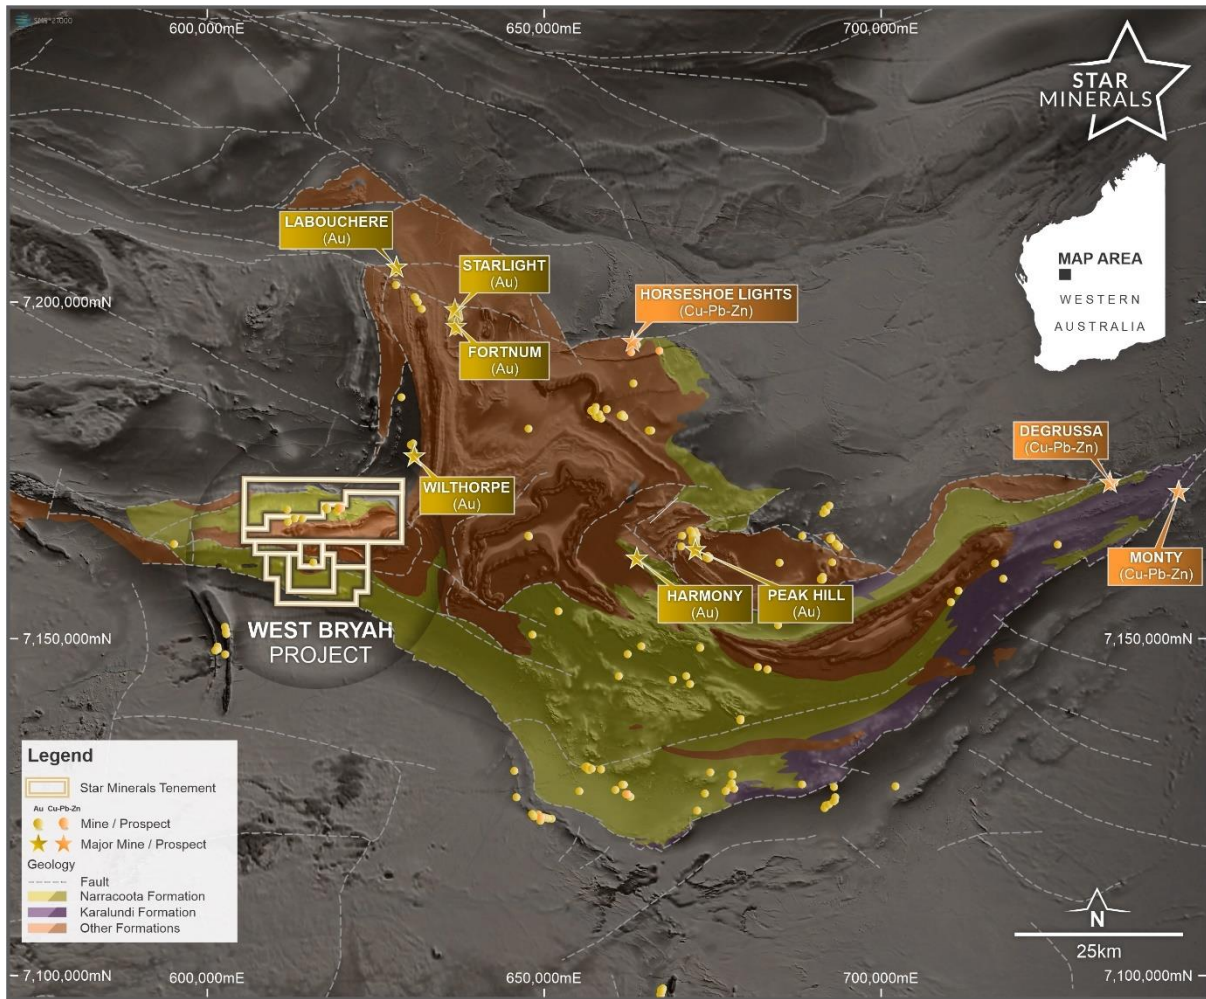 600,000mE
650,000mE
700,000mE
STAR
MINERALS
LABOUCHERE
(Au)
STARLIGHT
(Au)
MAP AREA
WESTERN
AUSTRALIA
7,200,000mN
HORSESHOE LIGHTS
(Cu-Pb-Zn)
FORTNUM
(Au)
DEGRUSSA
(Cu-Pb-Zn)
WILTHORPE
(Au)
MONTY
(Cu-Pb-Zn)
HARMONY
(Au)
PEAK HILL
(Au)
WEST BRYAH
PROJECT
7,150,000mN
7,150,000mN
Legend
Star Minerals Tenement
Au Cu-Pb-Zn
Mine / Prospect
Major Mine / Prospect
Geology
Fault
Narracoota Formation
Karalundi Formation
Other Formations
N
25km
7,100,000mN
600,000mE
650,000mE
700,000mE
7,100,000mN